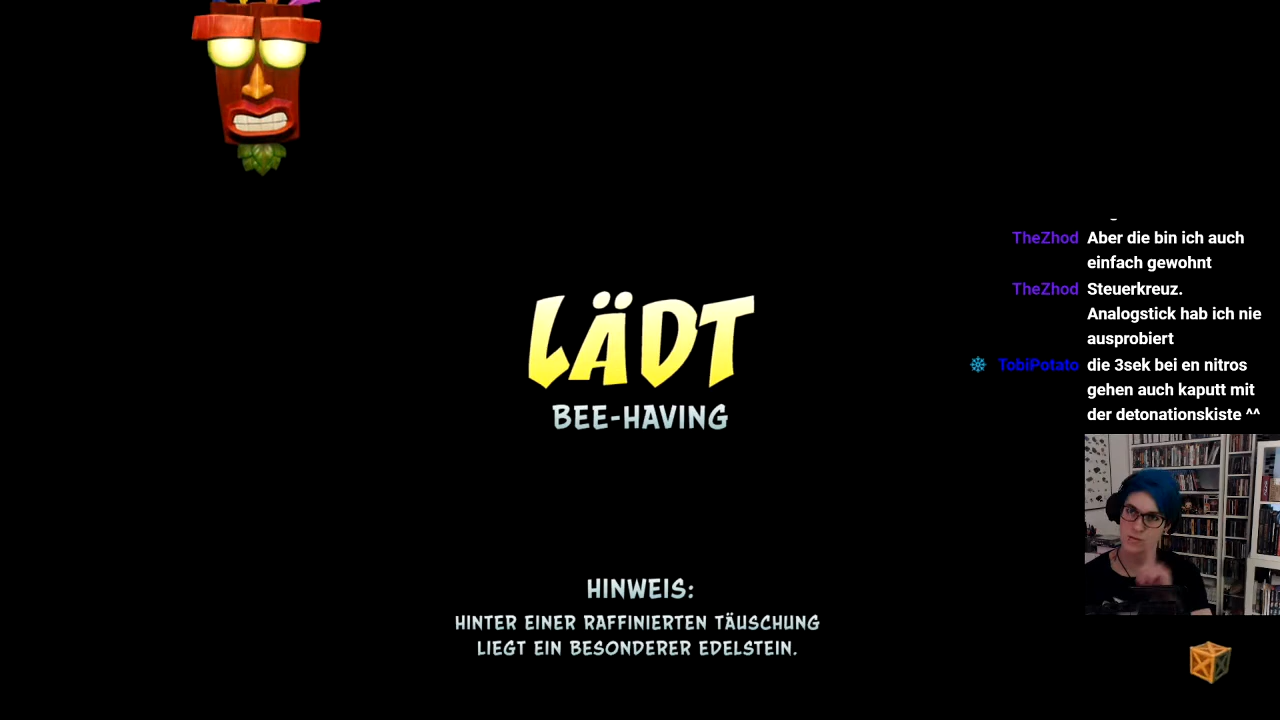 TheZhod Aber die bin ich auch
einfach gewohnt
TheZhod Steuerkreuz.
Analogstick hab ich nie
ausprobiert
TobiPotato die 3sek bei en nitros
gehen auch kaputt mit
der detonationskiste ^^
LÄDT
BEE-HAVING
HINWEIS:
HINTER EINER RAFFINIERTEN TÄUSCHUNG
LIEGT EIN BESONDERER EDELSTEIN.